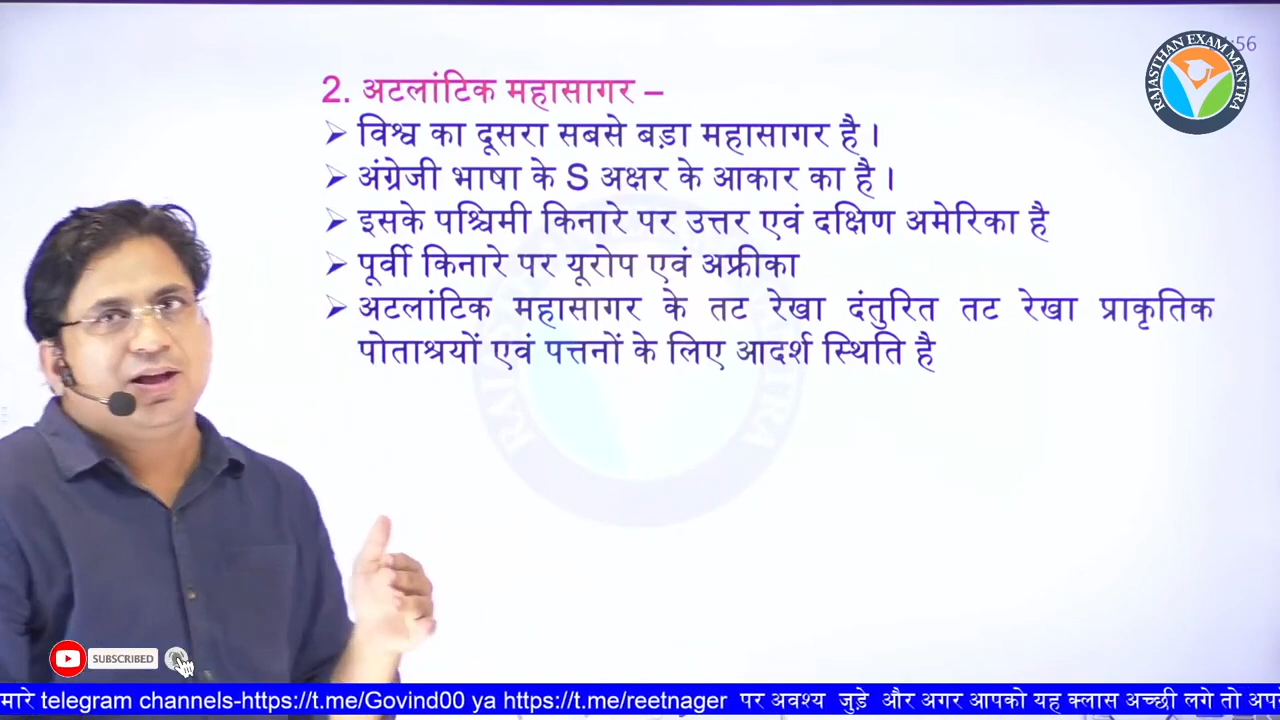 :56
RAJASTHAN EXAM MANTRA
2. अटलांटिक महासागर –
➢ विश्व का दूसरा सबसे बड़ा महासागर है ।
➢ अंग्रेजी भाषा के S अक्षर के आकार का है ।
➢ इसके पश्चिमी किनारे पर उत्तर एवं दक्षिण अमेरिका है
➢ पूर्वी किनारे पर यूरोप एवं अफ्रीका
➢ अटलांटिक महासागर के तट रेखा दंतुरित तट रेखा प्राकृतिक
पोताश्रयों एवं पत्तनों के लिए आदर्श स्थिति है
SUBSCRIBED
मारे telegram channels-https://t.me/Govind00 ya https://t.me/reetnager पर अवश्य जुड़े और अगर आपको यह क्लास अच्छी लगे तो अप